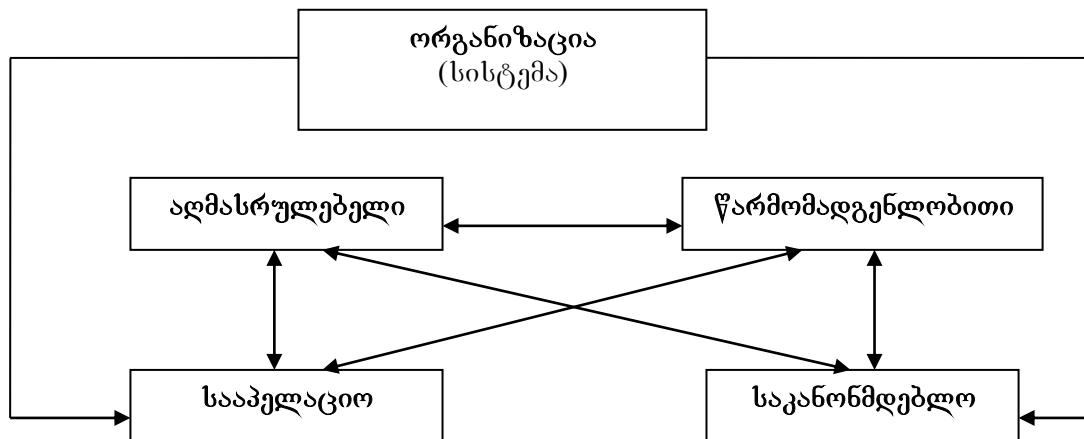 ორგანიზაცია
(სისტემა)
აღმასრულებელი
წარმომადგენლობითი
სააპელაციო
საკანონმდებლო